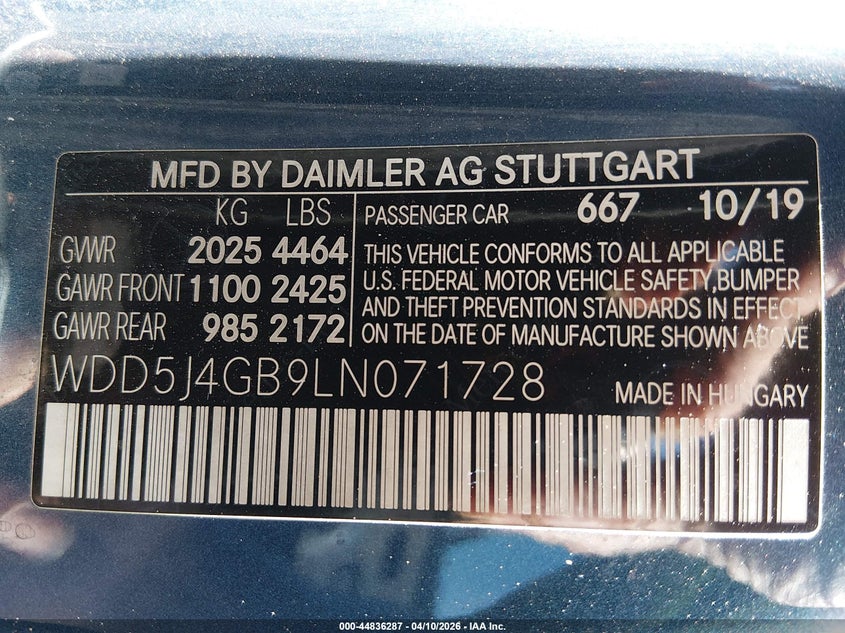 MFD BY DAIMLER AG STUTTGART
KG LBS
GVWR 2025 4464
GAWR FRONT 1100 2425
GAWR REAR 985 2172
PASSENGER CAR 667 10/19
THIS VEHICLE CONFORMS TO ALL APPLICABLE
U.S. FEDERAL MOTOR VEHICLE SAFETY,BUMPER
AND THEFT PREVENTION STANDARDS IN EFFECT
ON THE DATE OF MANUFACTURE SHOWN ABOVE
WDD5J4GB9LN071728
MADE IN HUNGARY
000-44836287 - 04/10/2026 - IAA Inc.